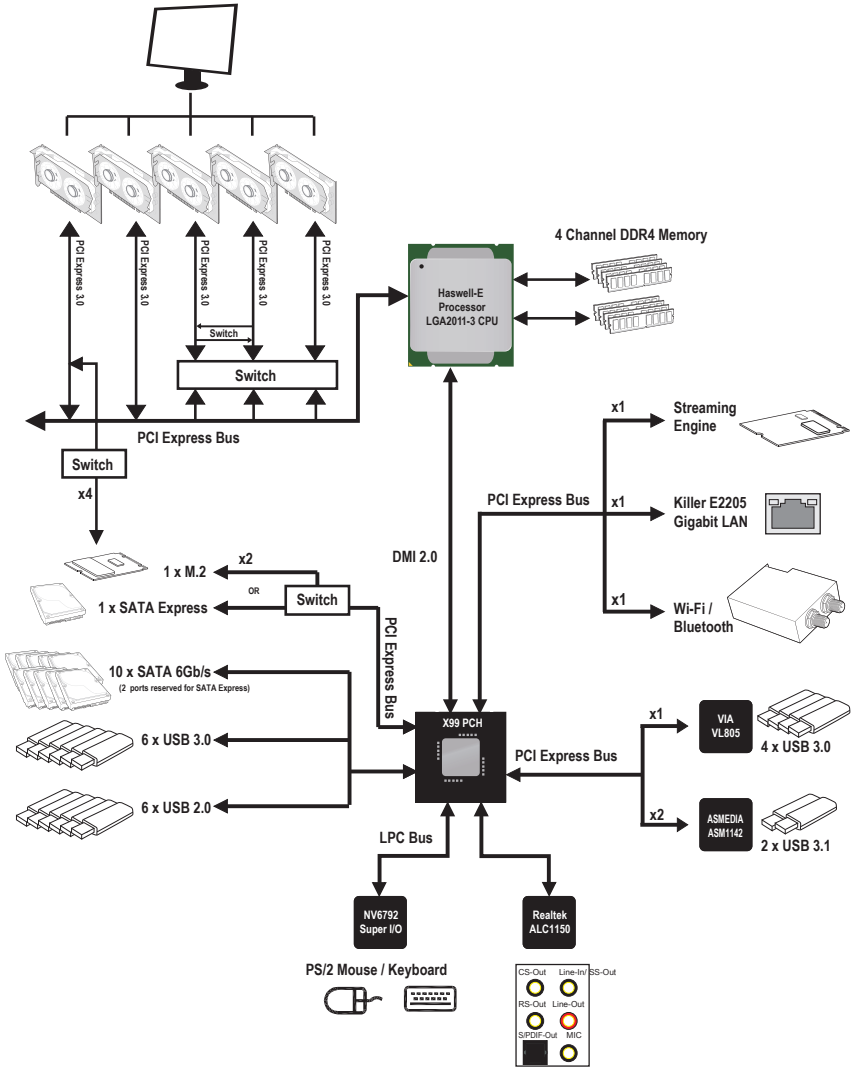 PCI Express 3.0
PCI Express 3.0
PCI Express 3.0
PCI Express 3.0
PCI Express 3.0
Switch
Switch
PCI Express Bus
Switch
x4
Haswell-E
Processor
LGA2011-3 CPU
4 Channel DDR4 Memory
DMI 2.0
PCI Express Bus
x1
Streaming
Engine
x1
Killer E2205
Gigabit LAN
x1
Wi-Fi /
Bluetooth
1 x M.2
x2
OR
Switch
1 x SATA Express
PCI Express Bus
10 x SATA 6Gb/s
(2 ports reserved for SATA Express)
6 x USB 3.0
6 x USB 2.0
X99 PCH
PCI Express Bus
x1
VIA
VL805
4 x USB 3.0
x2
ASMEDIA
ASM1142
2 x USB 3.1
LPC Bus
NV6792
Super I/O
Realtek
ALC1150
PS/2 Mouse / Keyboard
CS-Out
Line-In/ SS-Out
RS-Out
Line-Out
S/PDIF-Out
MIC